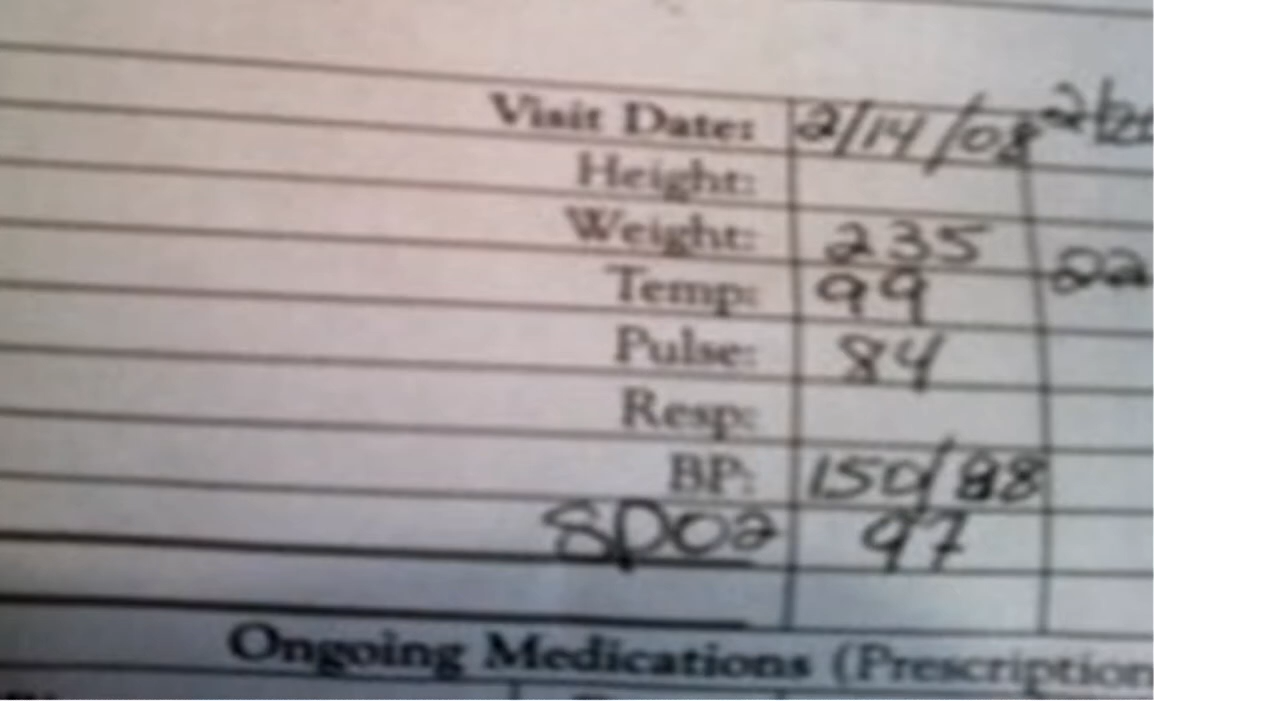 Visit Date: 2/14/08
Height:
Weight: 235
Temp: 99
Pulse: 84
Resp:
BP: 150/88
SPO2 97
Ongoing Medications (Prescription